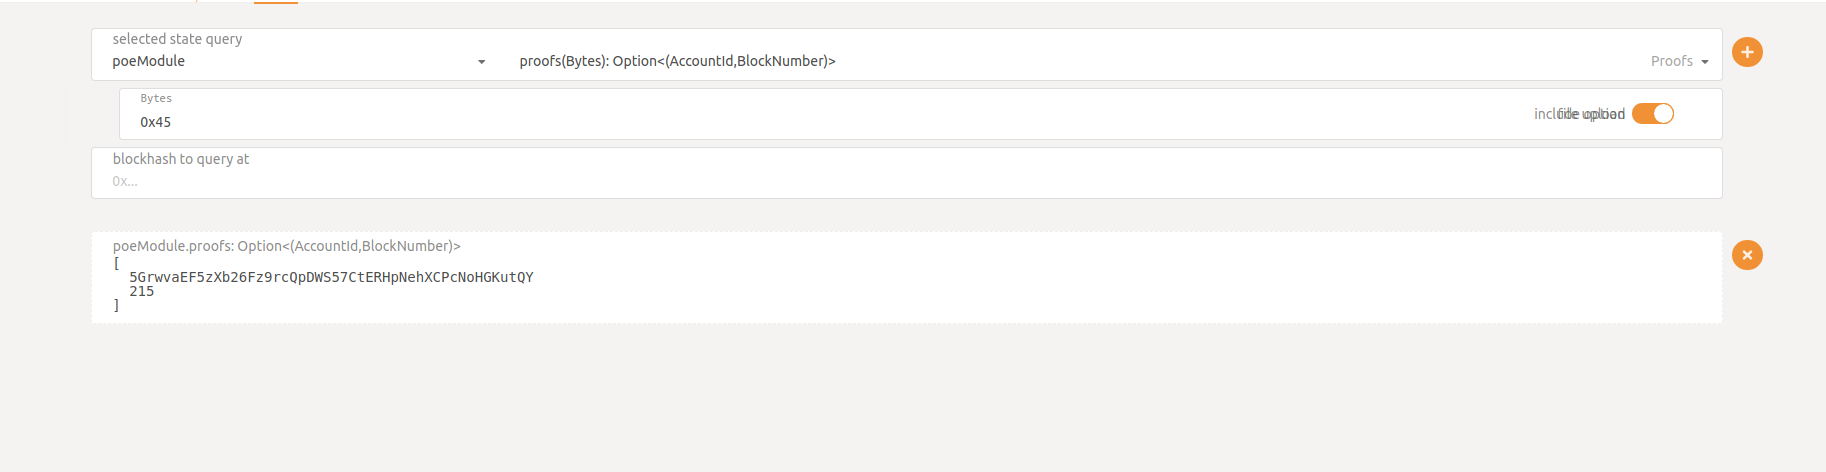 selected state query
poeModule proofs(Bytes): Option<(AccountId,BlockNumber)> Proofs
Bytes
0x45
include option file upload
blockhash to query at
0x...
poeModule.proofs: Option<(AccountId,BlockNumber)>
[
5GrwvaEF5zXb26Fz9rcQpDWS57CtERHpNehXCPcNoHGKutQY
215
]